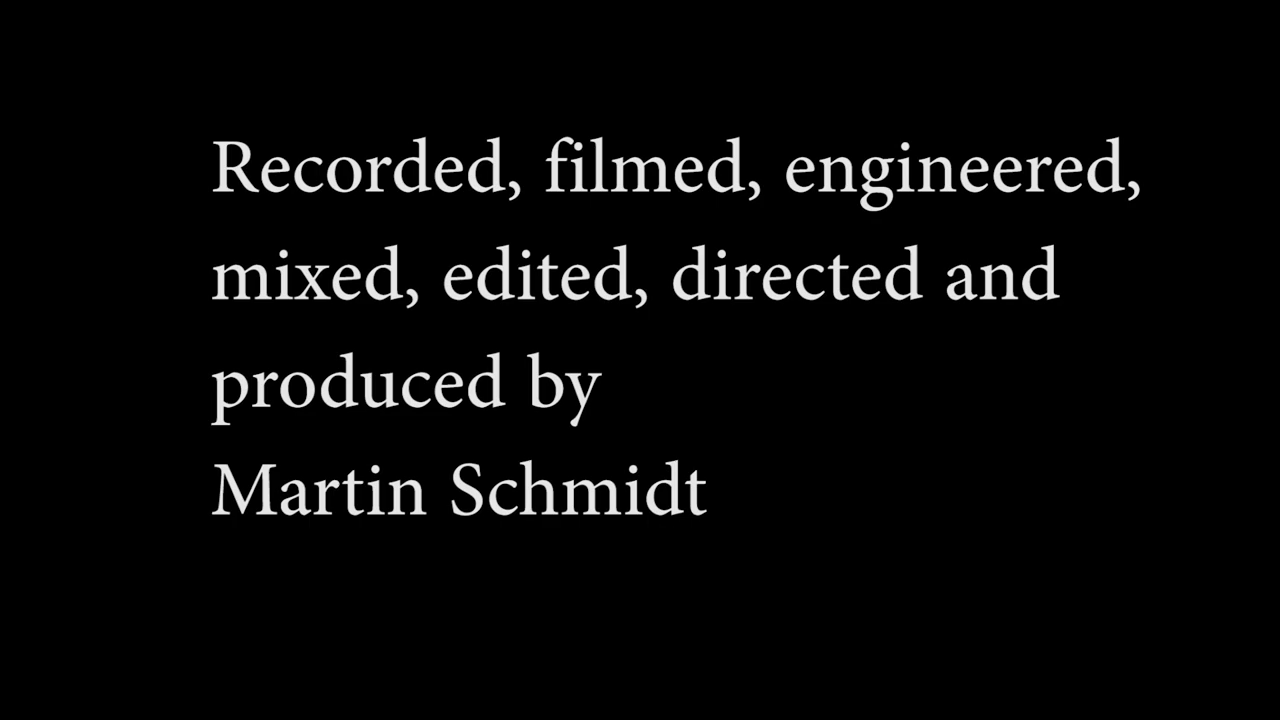 Recorded, filmed, engineered,
mixed, edited, directed and
produced by
Martin Schmidt